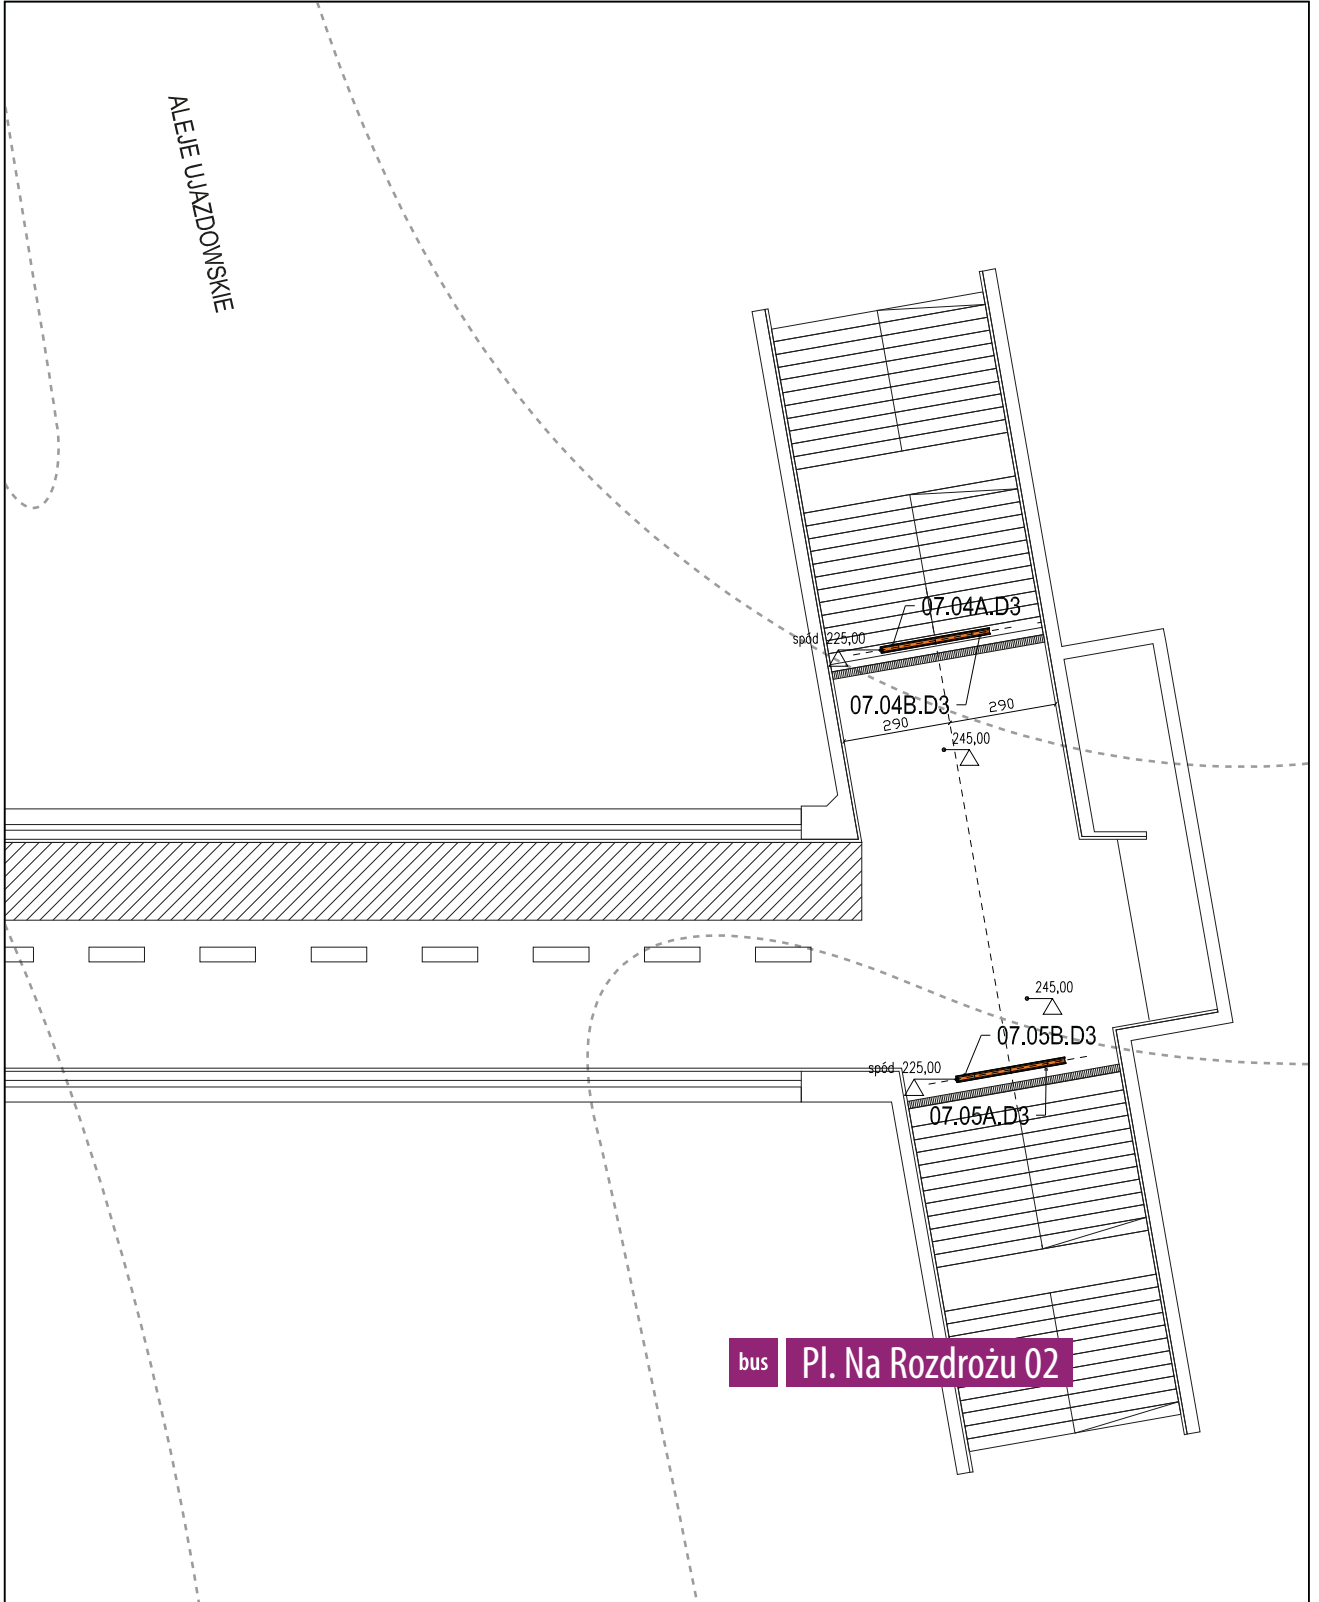 ALEJE UJAZDOWSKIE
07.04A.D3
spód 225,00
07.04B.D3
290
290
245,00
245,00
07.05B.D3
spód 225,00
07.05A.D3
bus Pl. Na Rozdrożu 02